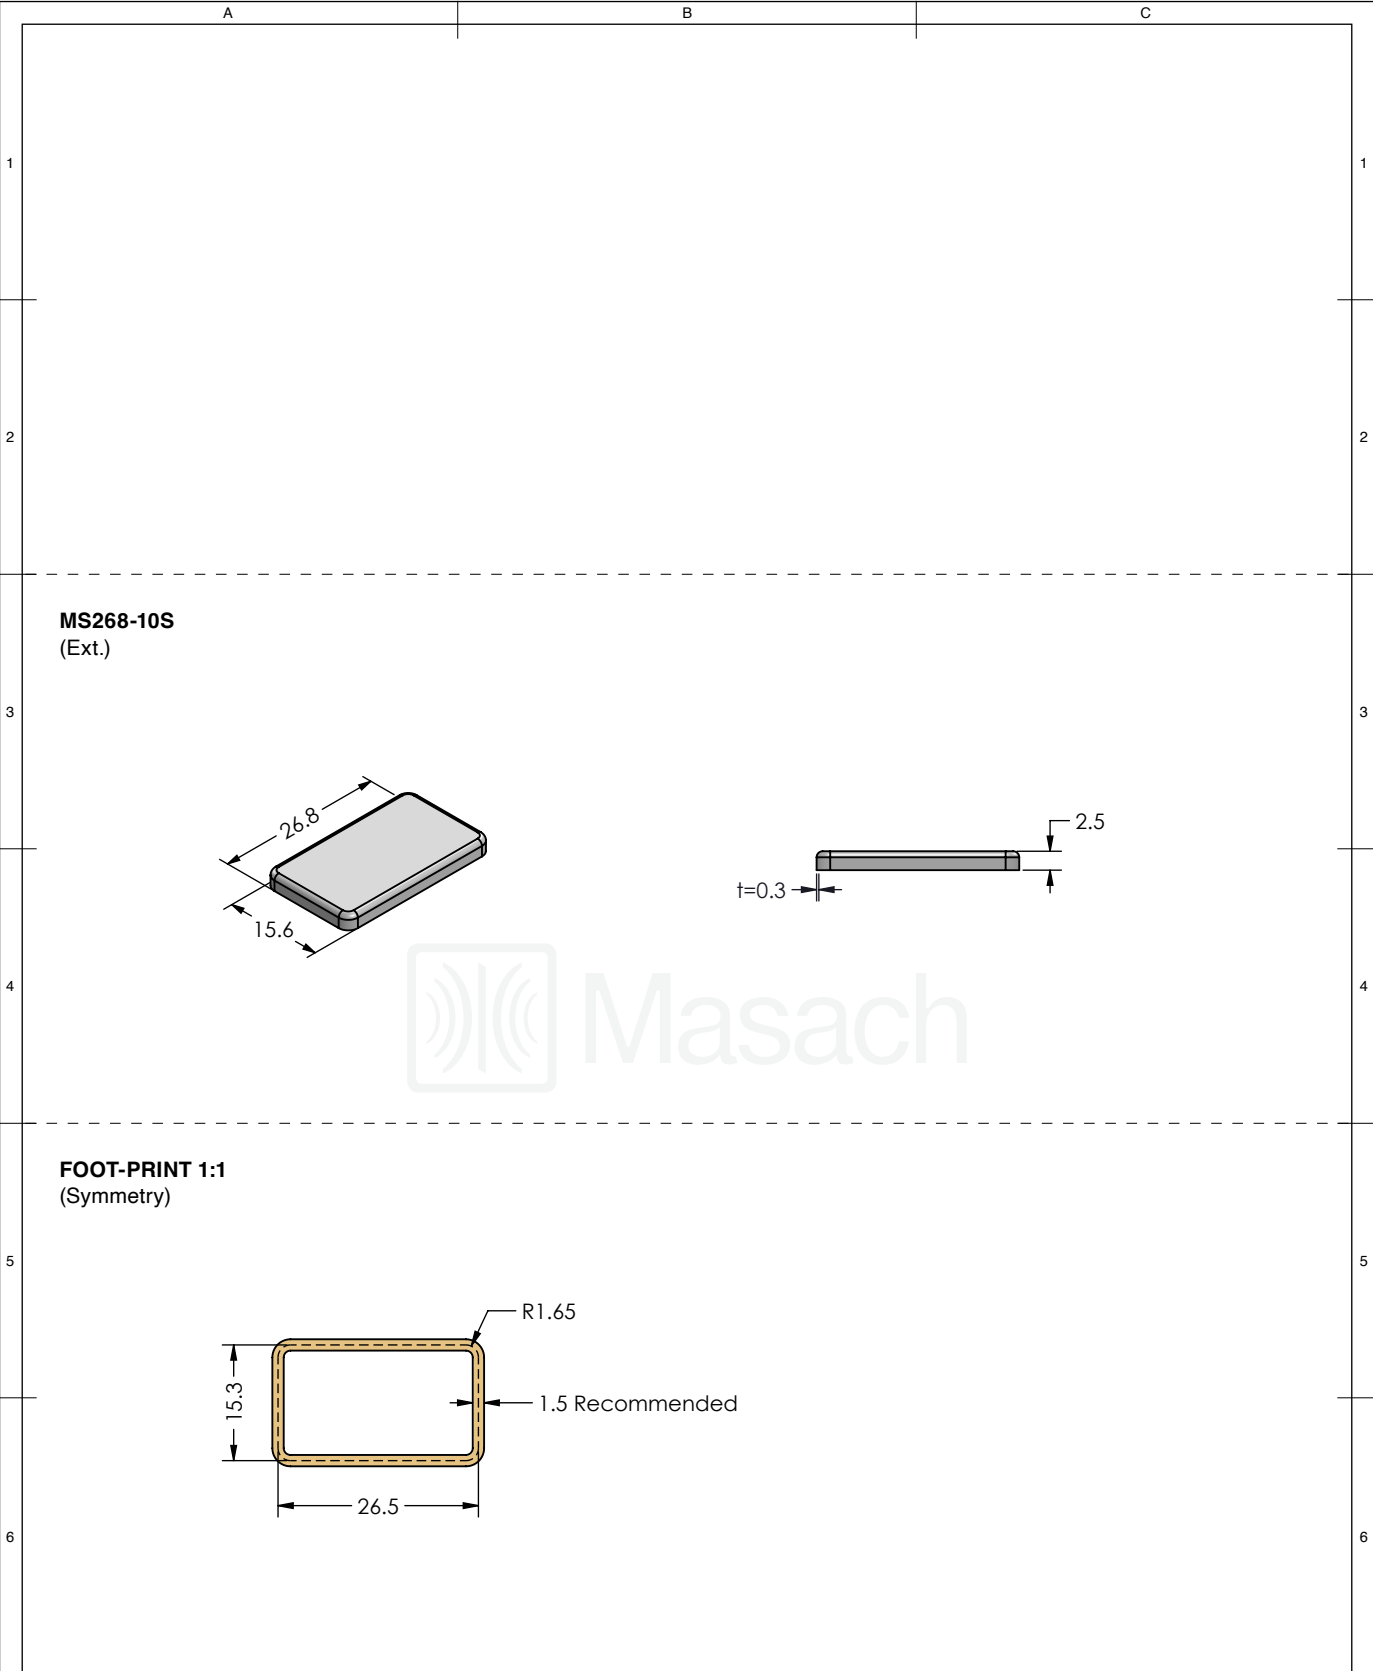 A B C
1 1
2 2
MS268-10S
(Ext.)
3 3
26.8
15.6
2.5
t=0.3
4 4
Masach
FOOT-PRINT 1:1
(Symmetry)
5 5
R1.65
15.3
1.5 Recommended
26.5
6 6